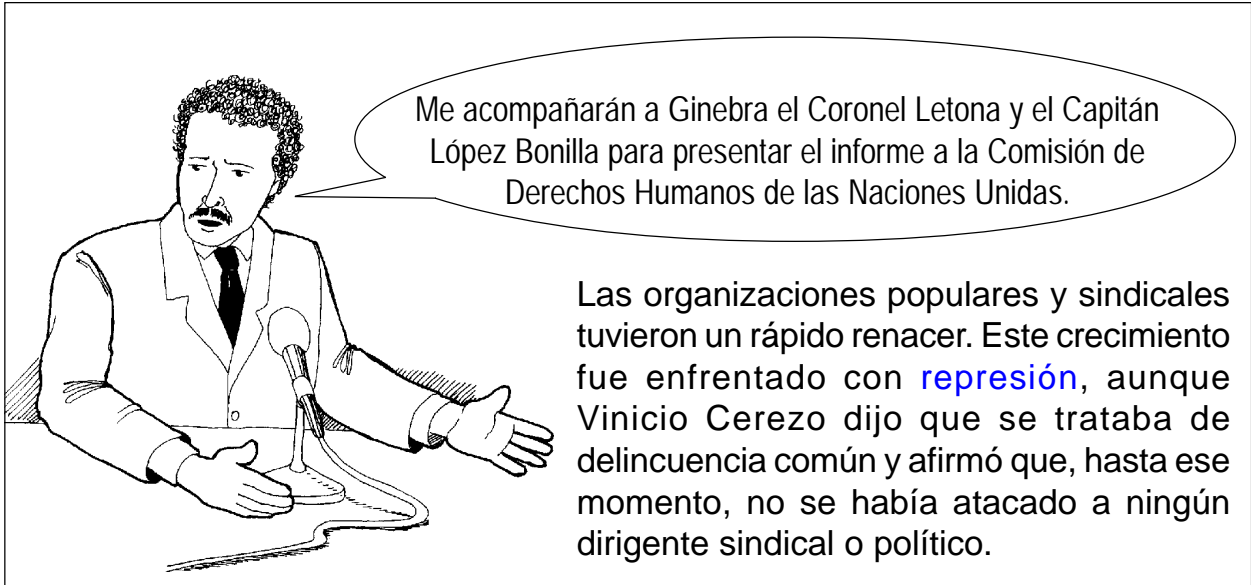 Me acompañarán a Ginebra el Coronel Letona y el Capitán
López Bonilla para presentar el informe a la Comisión de
Derechos Humanos de las Naciones Unidas.
Las organizaciones populares y sindicales
tuvieron un rápido renacer. Este crecimiento
fue enfrentado con represión, aunque
Vinicio Cerezo dijo que se trataba de
delincuencia común y afirmó que, hasta ese
momento, no se había atacado a ningún
dirigente sindical o político.